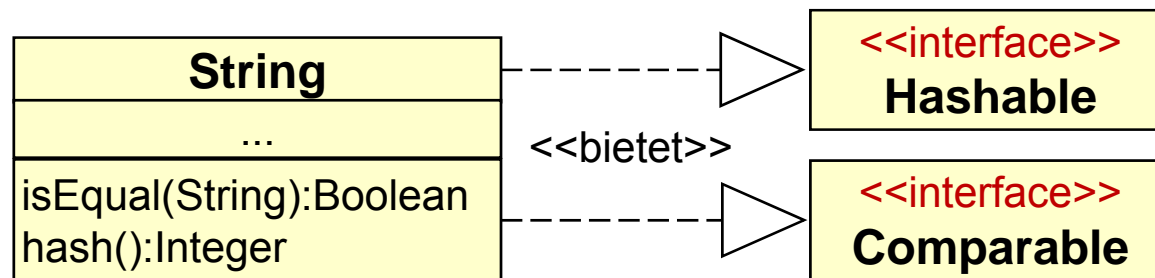 String
...
isEqual(String):Boolean
hash():Integer
<<bietet>>
<<interface>>
Hashable
<<interface>>
Comparable